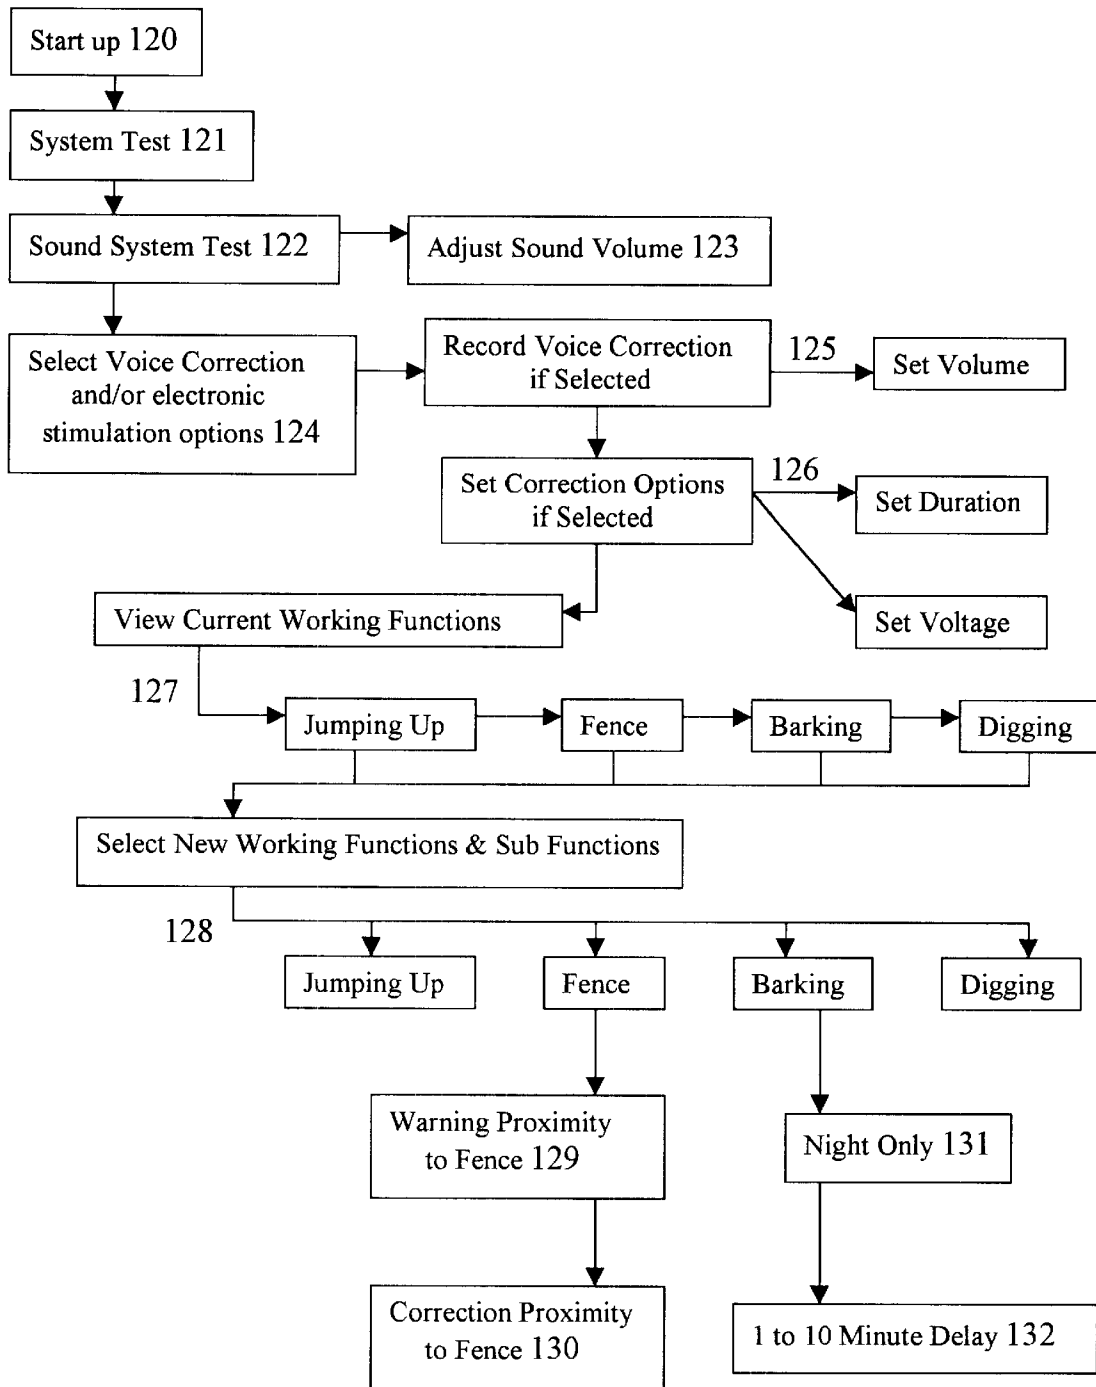 Start up 120
System Test 121
Sound System Test 122
Adjust Sound Volume 123
Select Voice Correction
and/or electronic
stimulation options 124
Record Voice Correction
if Selected
125
Set Volume
Set Correction Options
if Selected
126
Set Duration
Set Voltage
View Current Working Functions
127
Jumping Up
Fence
Barking
Digging
Select New Working Functions & Sub Functions
128
Jumping Up
Fence
Barking
Digging
Warning Proximity
to Fence 129
Night Only 131
Correction Proximity
to Fence 130
1 to 10 Minute Delay 132